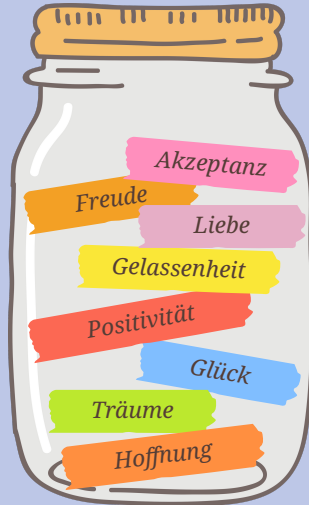 Akzeptanz
Freude
Liebe
Gelassenheit
Positivität
Glück
Träume
Hoffnung